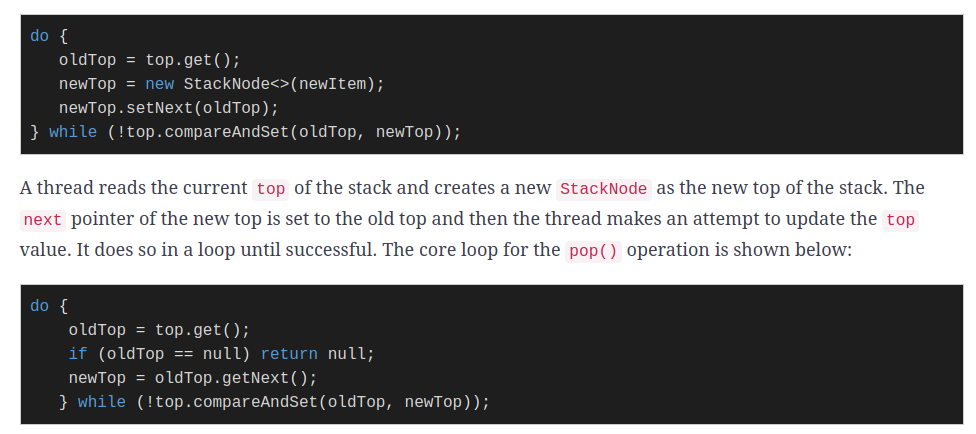 do {
   oldTop = top.get();
   newTop = new StackNode<>(newItem);
   newTop.setNext(oldTop);
} while (!top.compareAndSet(oldTop, newTop));
A thread reads the current top of the stack and creates a new StackNode as the new top of the stack. The
next pointer of the new top is set to the old top and then the thread makes an attempt to update the top
value. It does so in a loop until successful. The core loop for the pop() operation is shown below:
do {
    oldTop = top.get();
    if (oldTop == null) return null;
    newTop = oldTop.getNext();
   } while (!top.compareAndSet(oldTop, newTop));